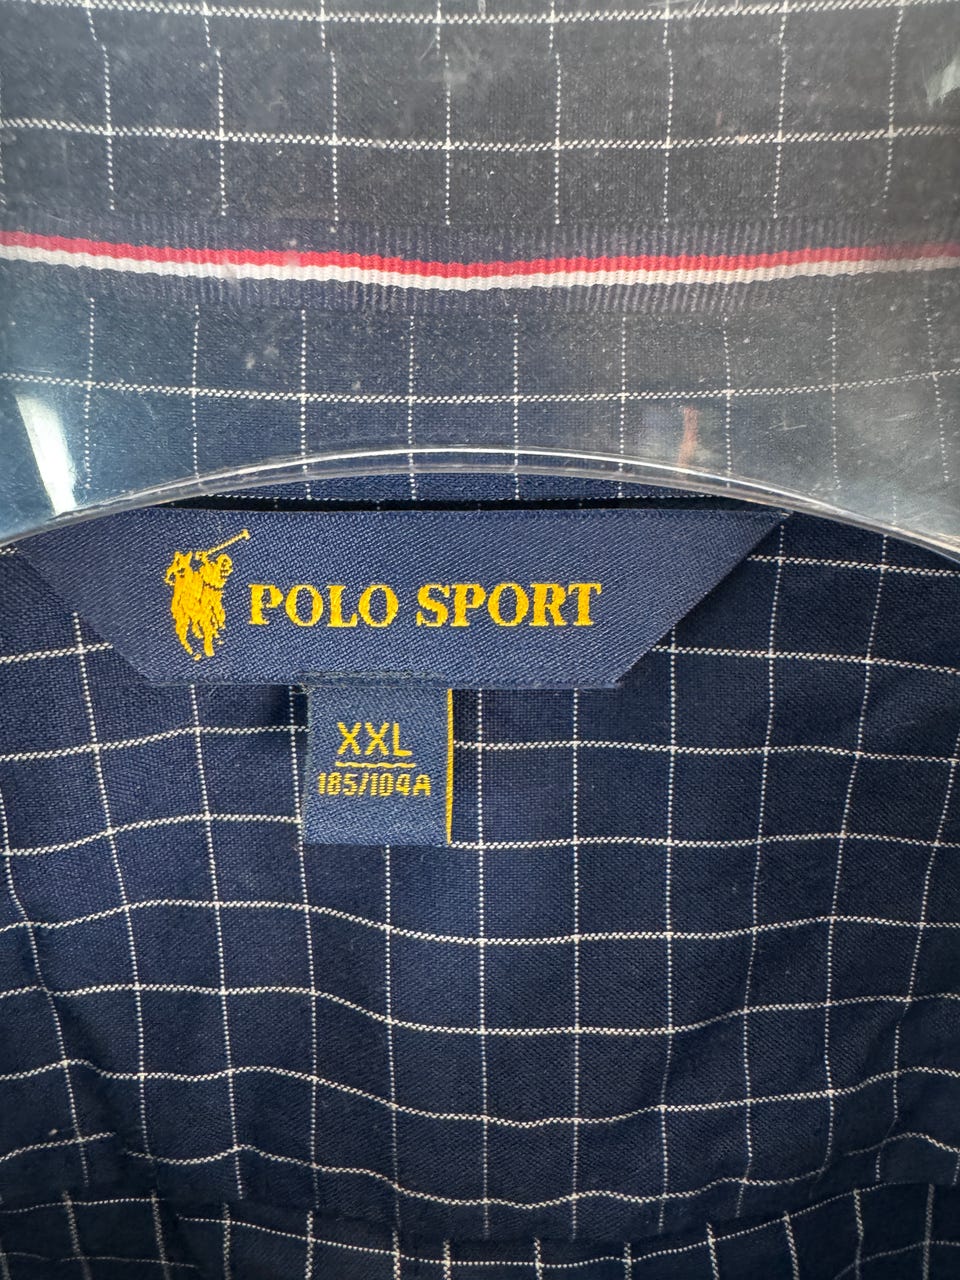 POLO SPORT
XXL
185/104A